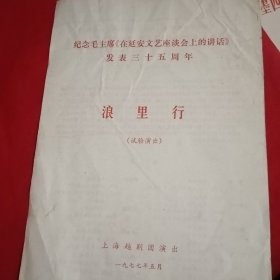 纪念毛主席《在延安文艺座谈会上的讲话》
发表三十五周年
浪里行
（试验演出）
上海越剧团演出
一九七七年五月